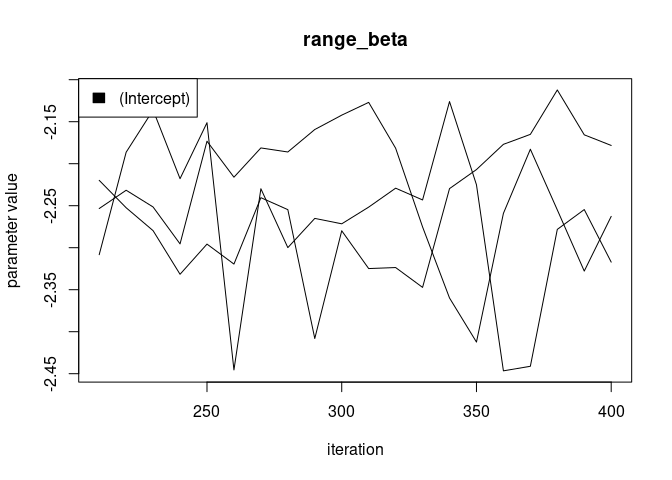 range_beta
(Intercept)
parameter value
-2.15
-2.25
-2.35
-2.45
250 300 350 400
iteration